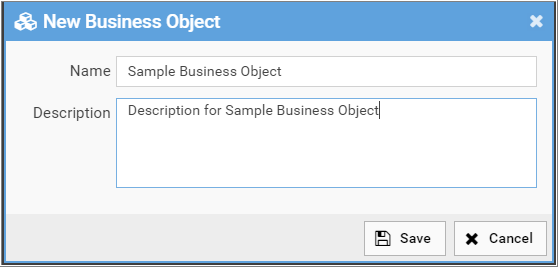 New Business Object
Name
Sample Business Object
Description
Description for Sample Business Object
Save
Cancel